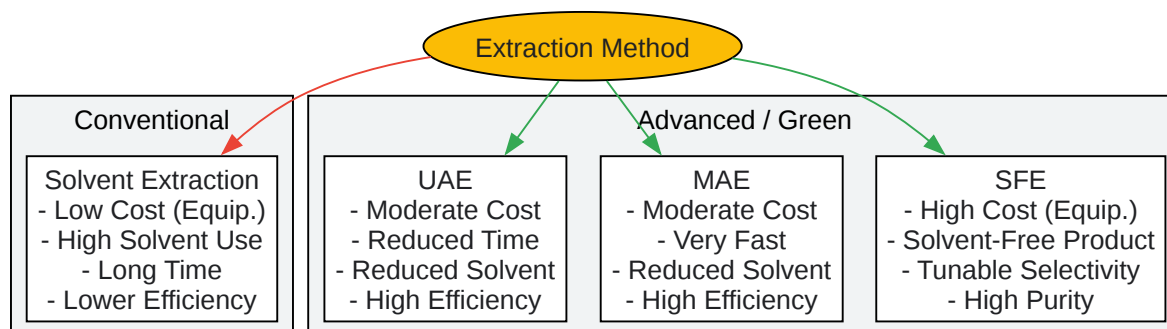 Extraction Method
Conventional
Advanced / Green
Solvent Extraction
- Low Cost (Equip.)
- High Solvent Use
- Long Time
- Lower Efficiency
UAE
- Moderate Cost
- Reduced Time
- Reduced Solvent
- High Efficiency
MAE
- Moderate Cost
- Very Fast
- Reduced Solvent
- High Efficiency
SFE
- High Cost (Equip.)
- Solvent-Free Product
- Tunable Selectivity
- High Purity